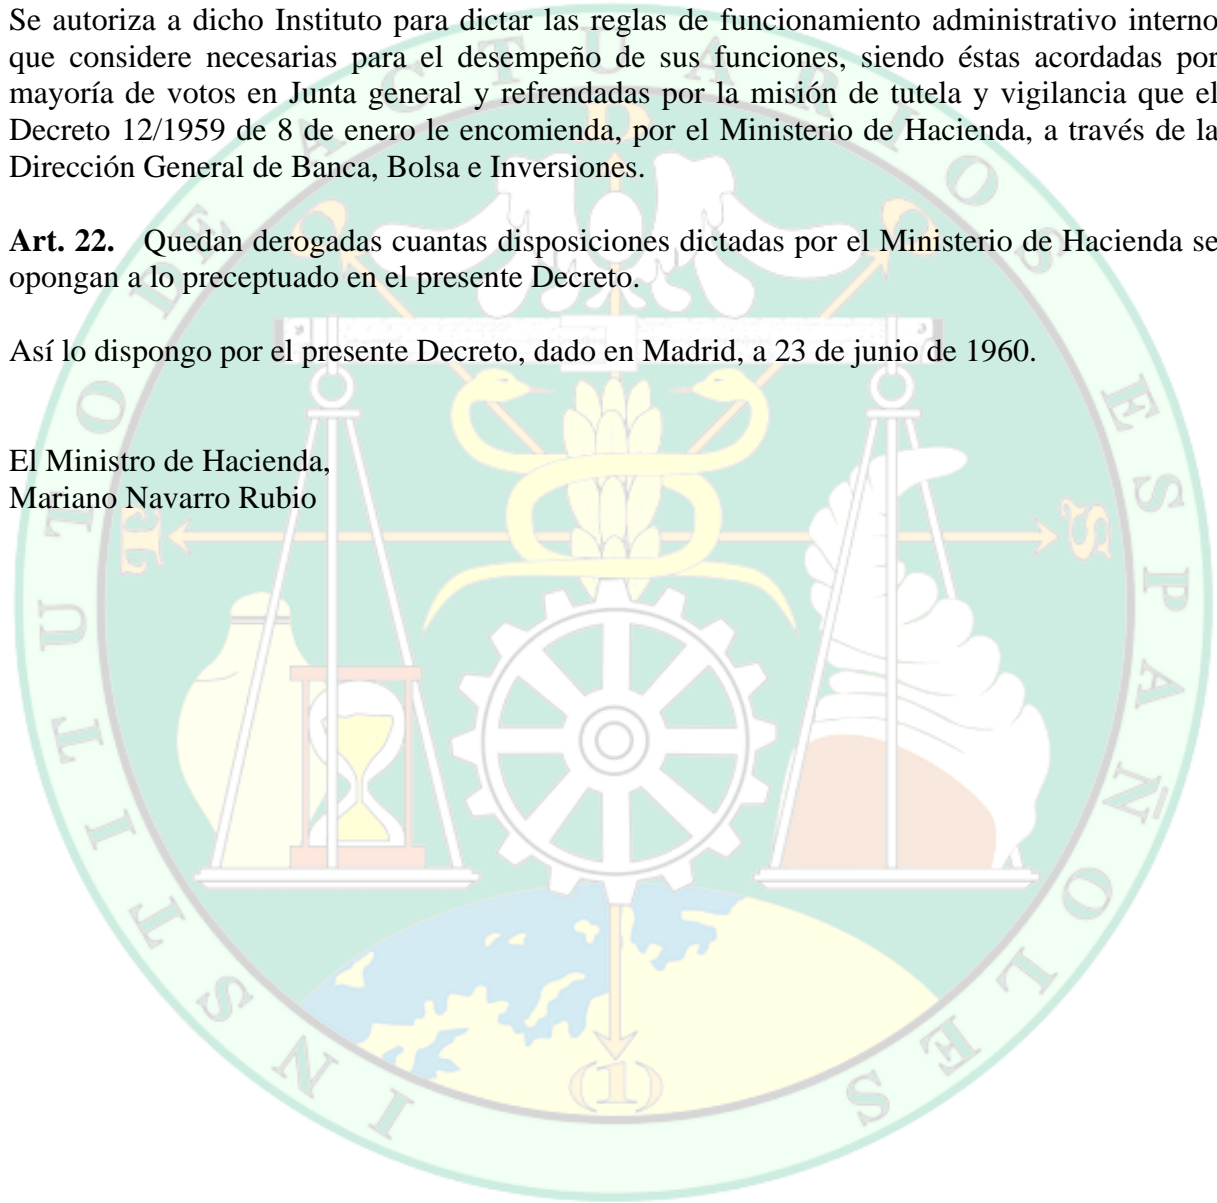 Se autoriza a dicho Instituto para dictar las reglas de funcionamiento administrativo interno
que considere necesarias para el desempeño de sus funciones, siendo éstas acordadas por
mayoría de votos en Junta general y refrendadas por la misión de tutela y vigilancia que el
Decreto 12/1959 de 8 de enero le encomienda, por el Ministerio de Hacienda, a través de la
Dirección General de Banca, Bolsa e Inversiones.
Art. 22. Quedan derogadas cuantas disposiciones dictadas por el Ministerio de Hacienda se
opongan a lo preceptuado en el presente Decreto.
Así lo dispongo por el presente Decreto, dado en Madrid, a 23 de junio de 1960.
El Ministro de Hacienda,
Mariano Navarro Rubio
INSTITUTO DE ACTUARIOS ESPAÑOLES
(1)